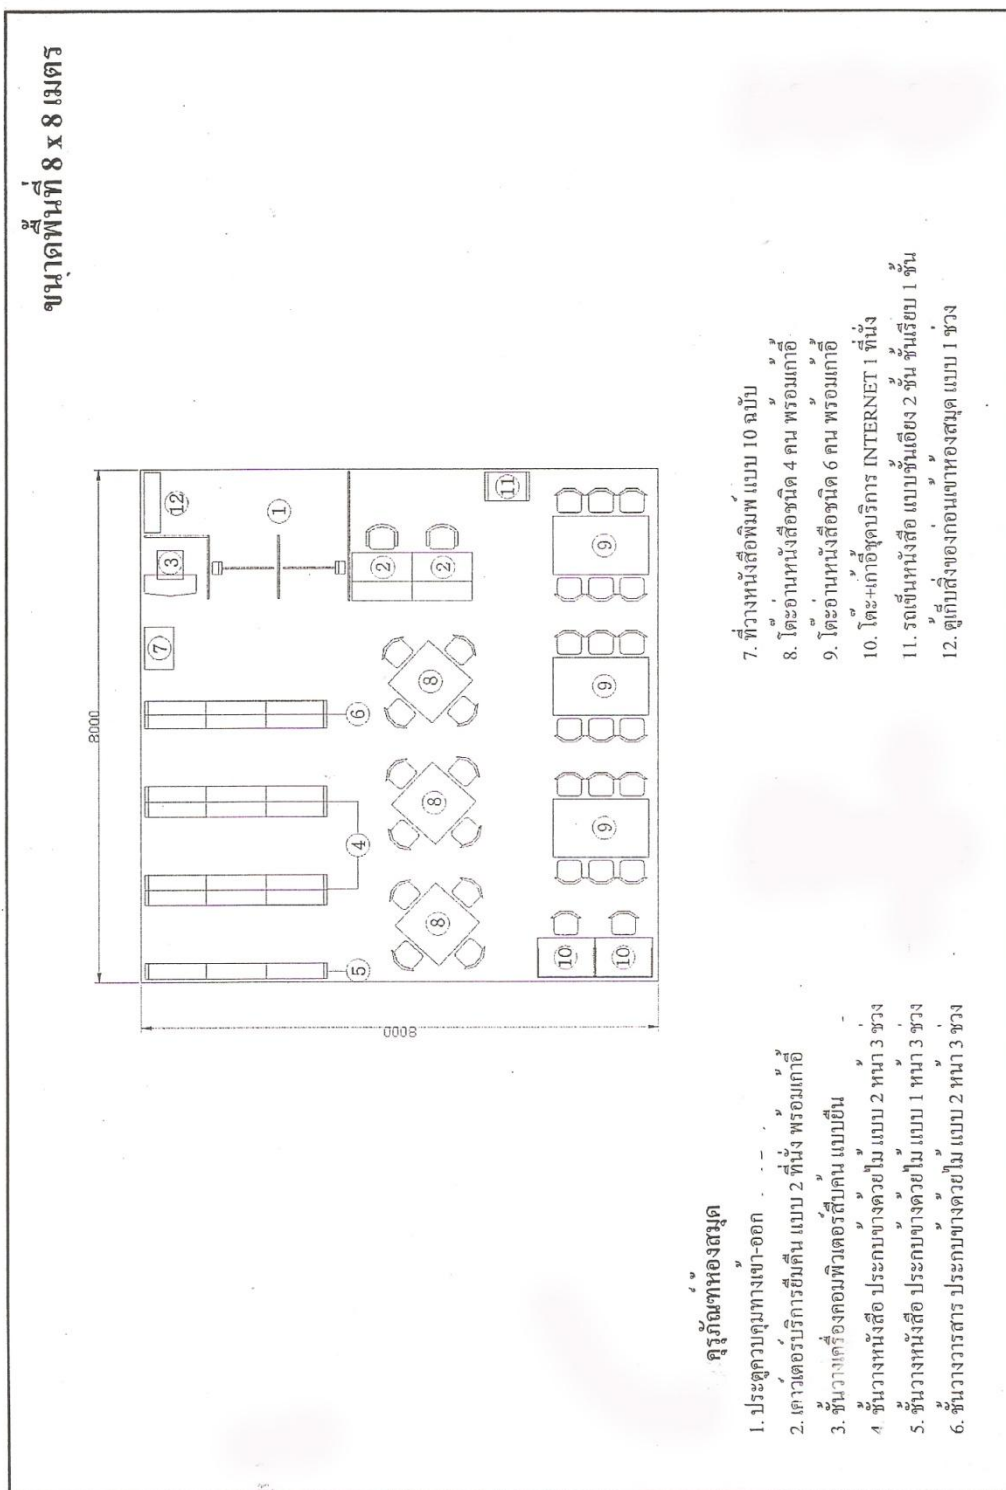 ขนาดพื้นที่ 8 x 8 เมตร
8000
8000
12
3
1
7
11
2
2
6
8
9
4
8
9
5
8
9
10
10
ครุภัณฑ์ห้องสมุด
1. ประตูควบคุมทางเข้า-ออก
2. เคาว์เตอร์บริการยืมคืน แบบ 2 ที่นั่ง พร้อมเก้าอี้
3. ชั้นวางเครื่องคอมพิวเตอร์สืบค้น แบบยืน
4. ชั้นวางหนังสือ ประกบข้างด้วยไม้ แบบ 2 หน้า 3 ช่วง
5. ชั้นวางหนังสือ ประกบข้างด้วยไม้ แบบ 1 หน้า 3 ช่วง
6. ชั้นวางวารสาร ประกบข้างด้วยไม้ แบบ 2 หน้า 3 ช่วง
7. ที่วางหนังสือพิมพ์ แบบ 10 ฉบับ
8. โต๊ะอ่านหนังสือชนิด 4 คน พร้อมเก้าอี้
9. โต๊ะอ่านหนังสือชนิด 6 คน พร้อมเก้าอี้
10. โต๊ะ+เก้าอี้ชุดบริการ INTERNET 1 ที่นั่ง
11. รถเข็นหนังสือ แบบชั้นเอียง 2 ชั้น ชั้นเรียบ 1 ชั้น
12. ตู้เก็บสิ่งของก่อนเข้าห้องสมุด แบบ 1 ช่วง